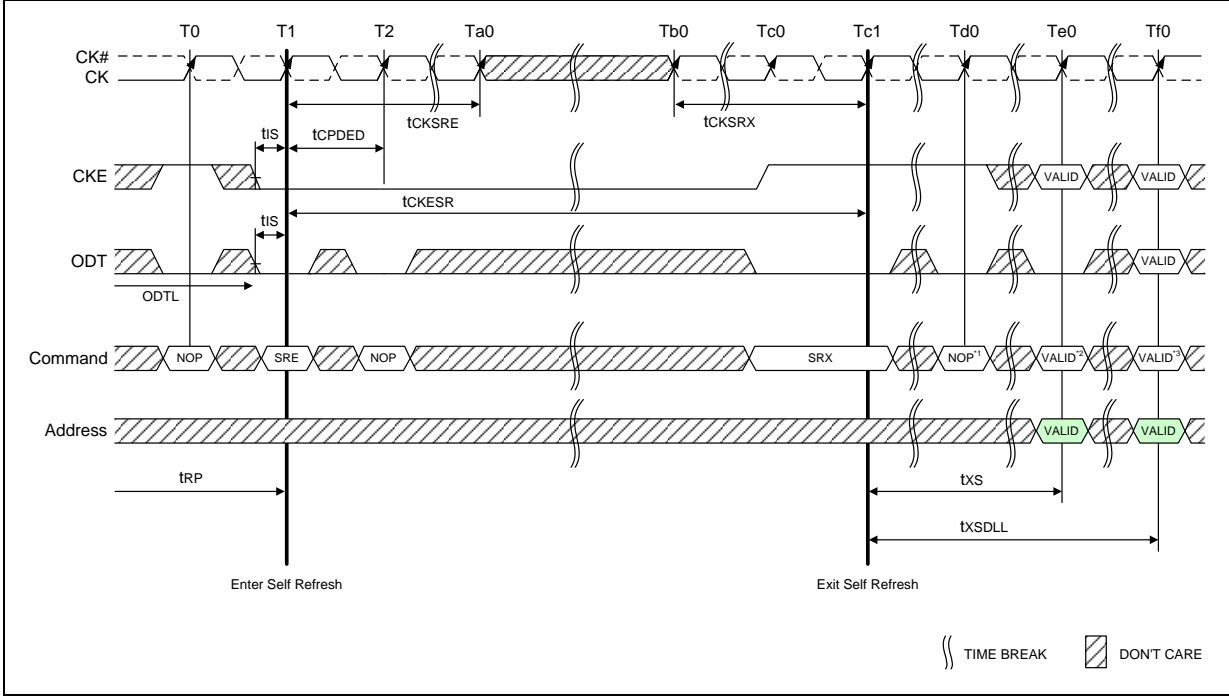 T0 T1 T2 Ta0 Tb0 Tc0 Tc1 Td0 Te0 Tf0
CK#
CK
tCKSRE tCKSRX
tIS tCPDED
CKE VALID VALID
tCKESR
tIS
ODT VALID
ODTL
Command NOP SRE NOP SRX NOP*1 VALID*2 VALID*3
Address VALID VALID
tRP tXS
tXSDLL
Enter Self Refresh Exit Self Refresh
TIME BREAK DON'T CARE